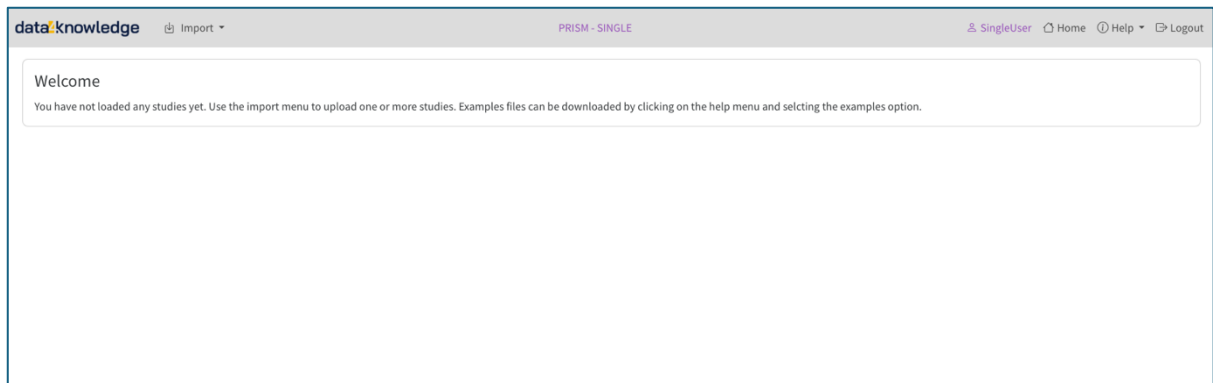 data4knowledge Import PRISM - SINGLE SingleUser Home Help Logout
Welcome
You have not loaded any studies yet. Use the import menu to upload one or more studies. Examples files can be downloaded by clicking on the help menu and selcting the examples option.